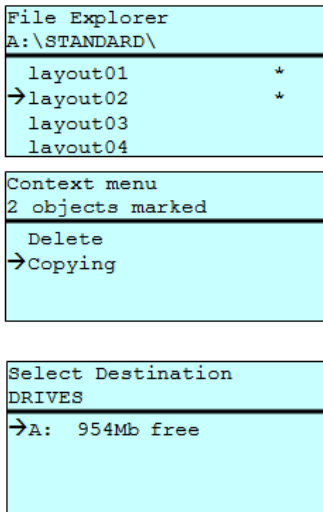 File Explorer
A:\STANDARD\
layout01 *
→layout02 *
layout03
layout04
Context menu
2 objects marked
Delete
→Copying
Select Destination
DRIVES
→A: 954Mb free